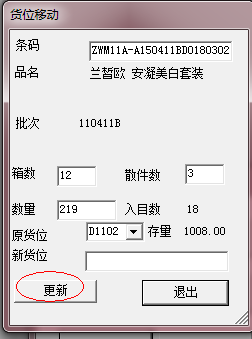 货位移动
条码 ZWM11A-A150411BD0180302
品名 兰皙欧 安凝美白套装
批次 110411B
箱数 12 散件数 3
数量 219 入目数 18
原货位 D1102 存量 1008.00
新货位
更新 退出